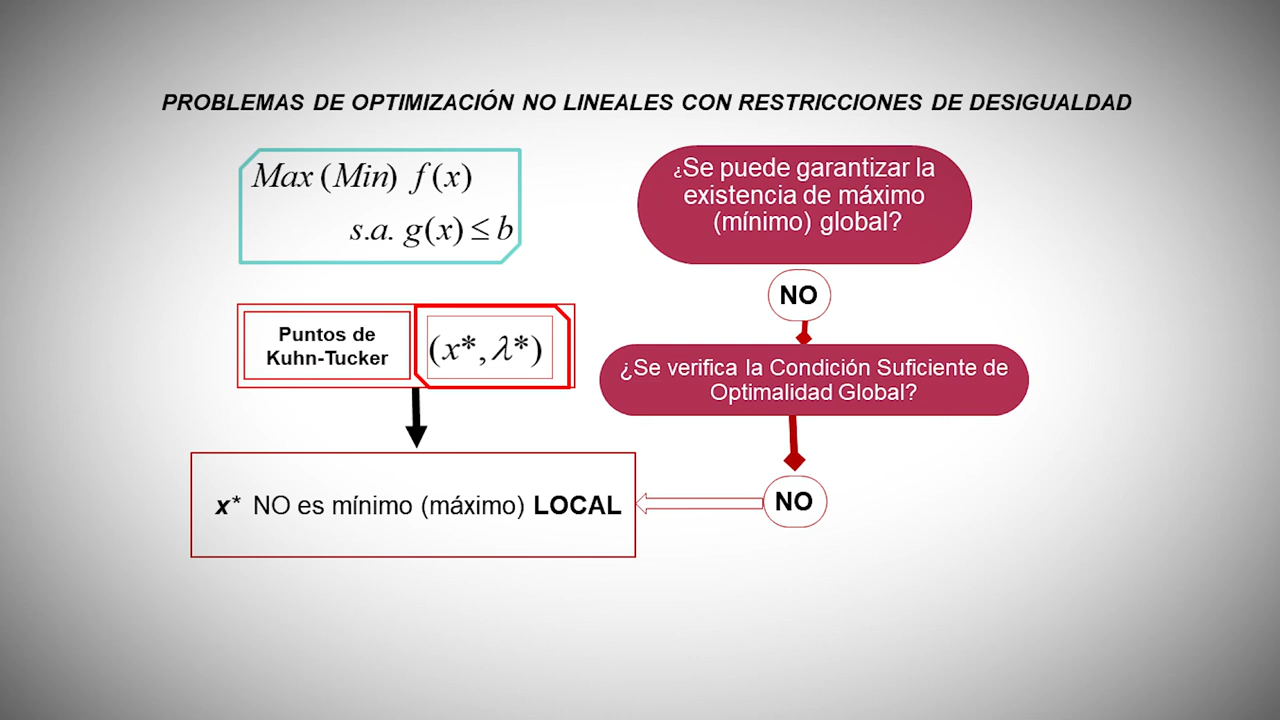 PROBLEMAS DE OPTIMIZACIÓN NO LINEALES CON RESTRICCIONES DE DESIGUALDAD
Max (Min) f(x)
s.a. g(x) ≤ b
¿Se puede garantizar la
existencia de máximo
(mínimo) global?
NO
Puntos de
Kuhn-Tucker
(x*, λ*)
¿Se verifica la Condición Suficiente de
Optimalidad Global?
NO
x* NO es mínimo (máximo) LOCAL